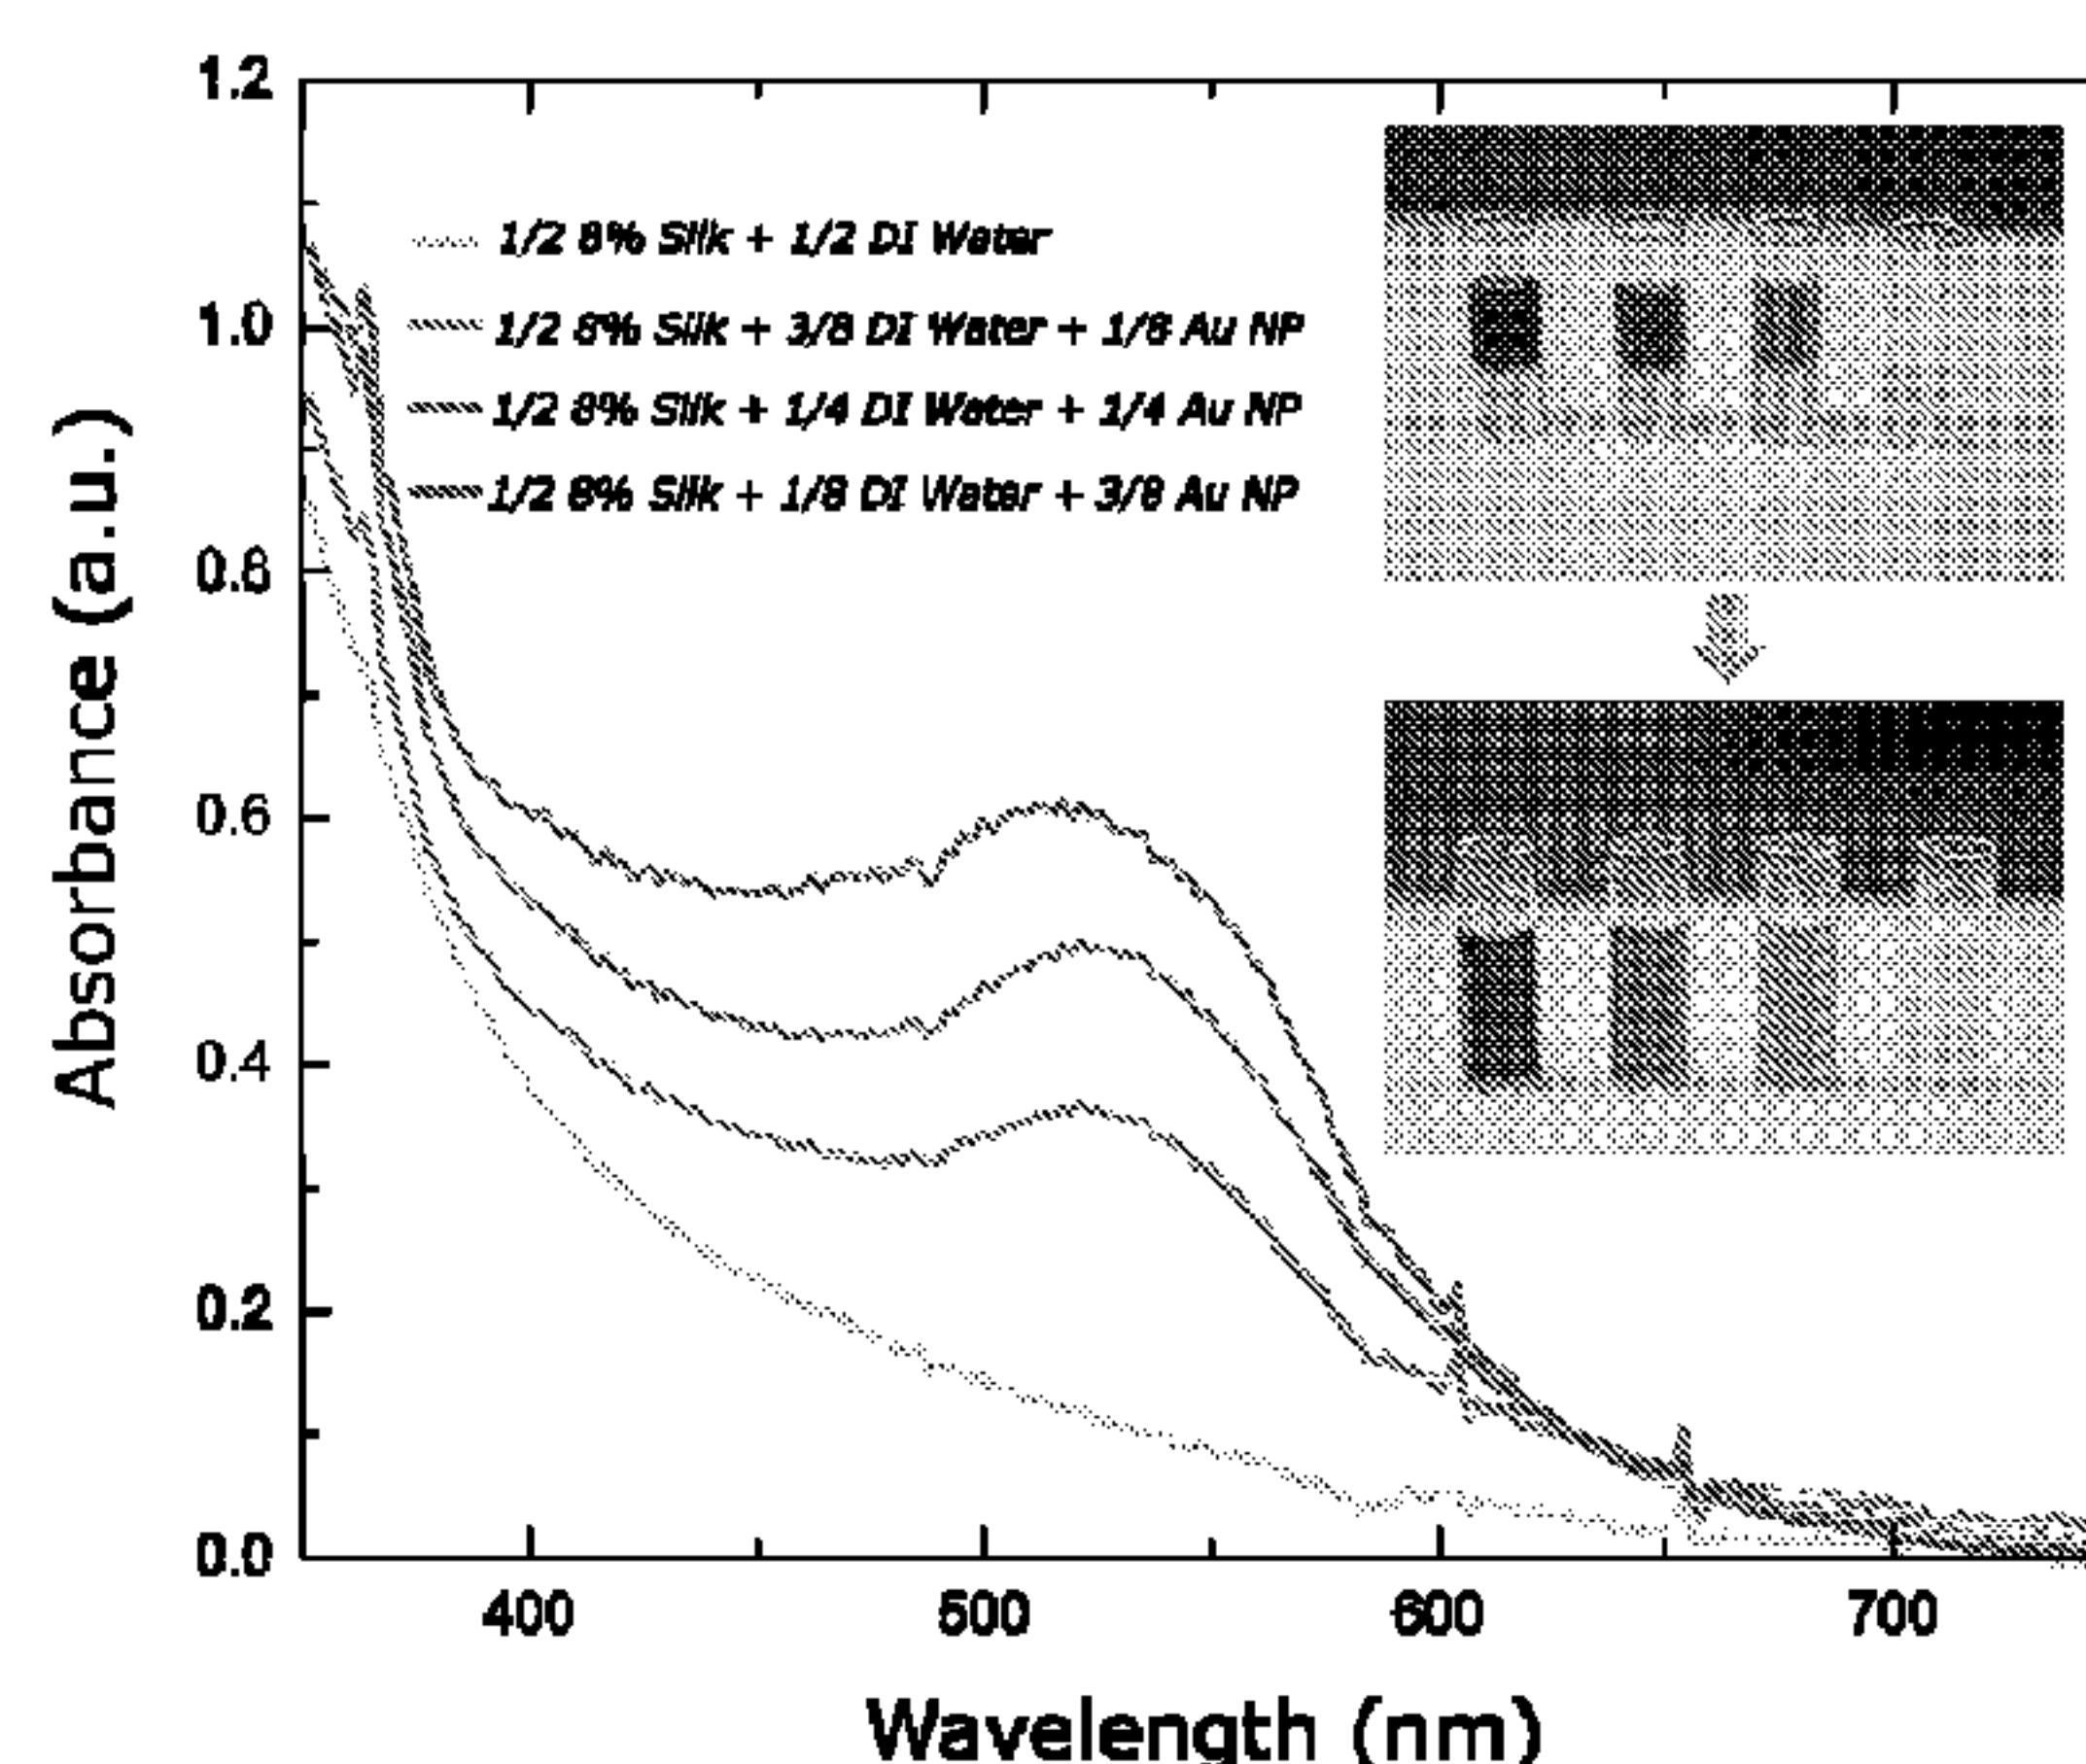 1.2
1.0
0.8
0.6
0.4
0.2
0.0
Absorbance (a.u.)
1/2 8% Silk + 1/2 DI Water
1/2 8% Silk + 3/8 DI Water + 1/8 Au NP
1/2 8% Silk + 1/4 DI Water + 1/4 Au NP
1/2 8% Silk + 1/8 DI Water + 3/8 Au NP
400 500 600 700
Wavelength (nm)